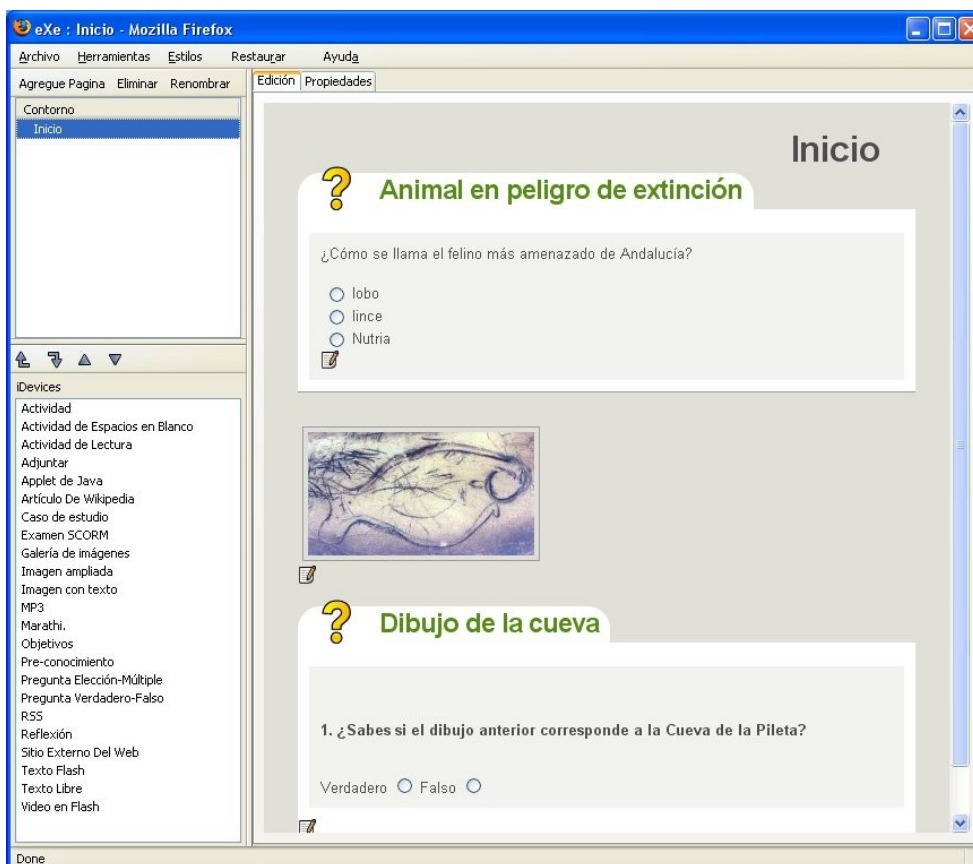 eXe : Inicio - Mozilla Firefox
Archivo Herramientas Estilos Restaurar Ayuda
Agregue Pagina Eliminar Renombrar
Contorno
Inicio
iDevices
Actividad
Actividad de Espacios en Blanco
Actividad de Lectura
Adjuntar
Applet de Java
Artículo De Wikipedia
Caso de estudio
Examen SCORM
Galería de imágenes
Imagen ampliada
Imagen con texto
MP3
Marathi.
Objetivos
Pre-conocimiento
Pregunta Elección-Múltiple
Pregunta Verdadero-Falso
RSS
Reflexión
Sitio Externo Del Web
Texto Flash
Texto Libre
Video en Flash
Edición Propiedades
Inicio
Animal en peligro de extinción
¿Cómo se llama el felino más amenazado de Andalucía?
lobo
lince
Nutria
Dibujo de la cueva
1. ¿Sabes si el dibujo anterior corresponde a la Cueva de la Pileta?
Verdadero Falso
Done